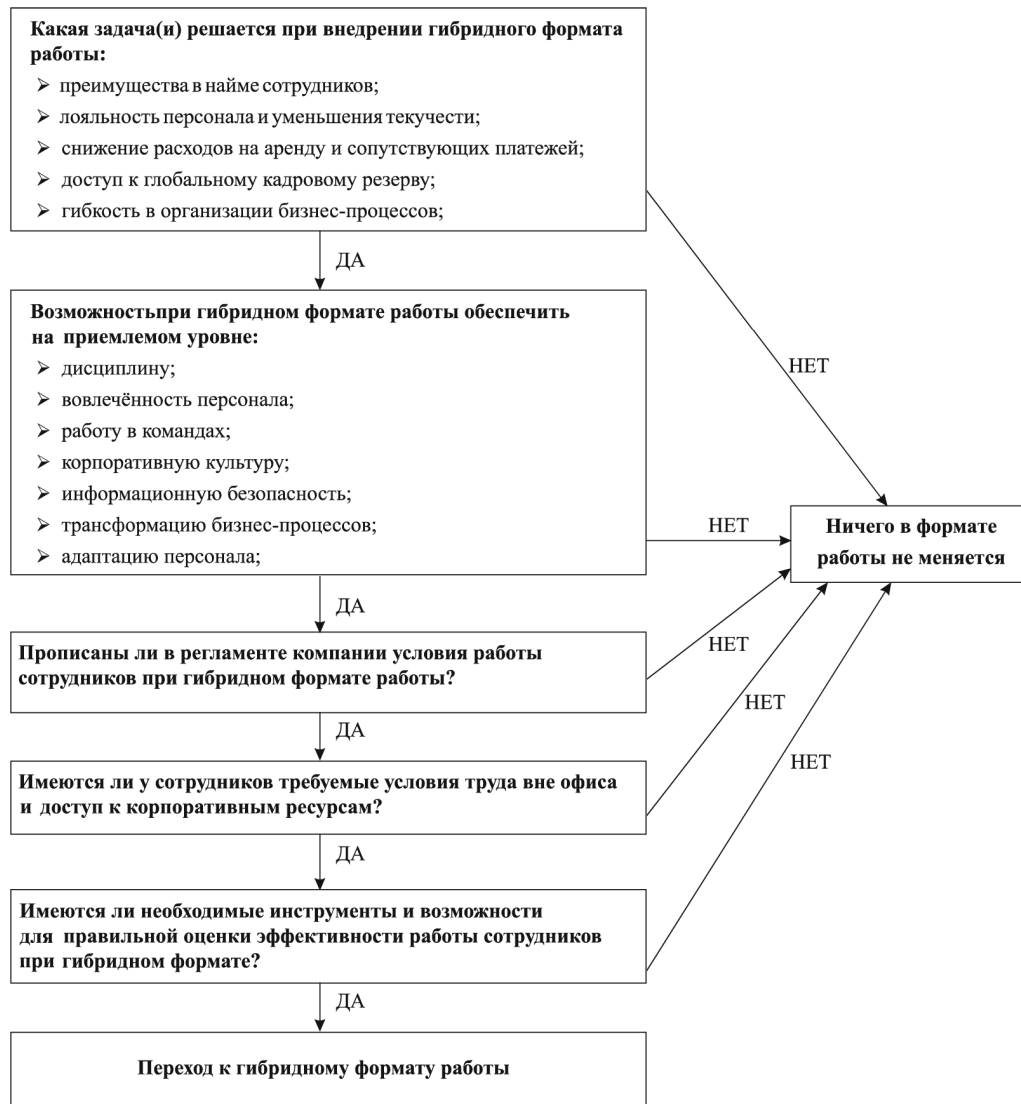 Какая задача(и) решается при внедрении гибридного формата
работы:
➢ преимущества в найме сотрудников;
➢ лояльность персонала и уменьшения текучести;
➢ снижение расходов на аренду и сопутствующих платежей;
➢ доступ к глобальному кадровому резерву;
➢ гибкость в организации бизнес-процессов;
ДА
Возможностьпри гибридном формате работы обеспечить
на приемлемом уровне:
➢ дисциплину;
➢ вовлечённость персонала;
➢ работу в командах;
➢ корпоративную культуру;
➢ информационную безопасность;
➢ трансформацию бизнес-процессов;
➢ адаптацию персонала;
НЕТ
НЕТ
Ничего в формате
работы не меняется
ДА
Прописаны ли в регламенте компании условия работы
сотрудников при гибридном формате работы?
НЕТ
ДА
НЕТ
Имеются ли у сотрудников требуемые условия труда вне офиса
и доступ к корпоративным ресурсам?
НЕТ
ДА
Имеются ли необходимые инструменты и возможности
для правильной оценки эффективности работы сотрудников
при гибридном формате?
ДА
Переход к гибридному формату работы